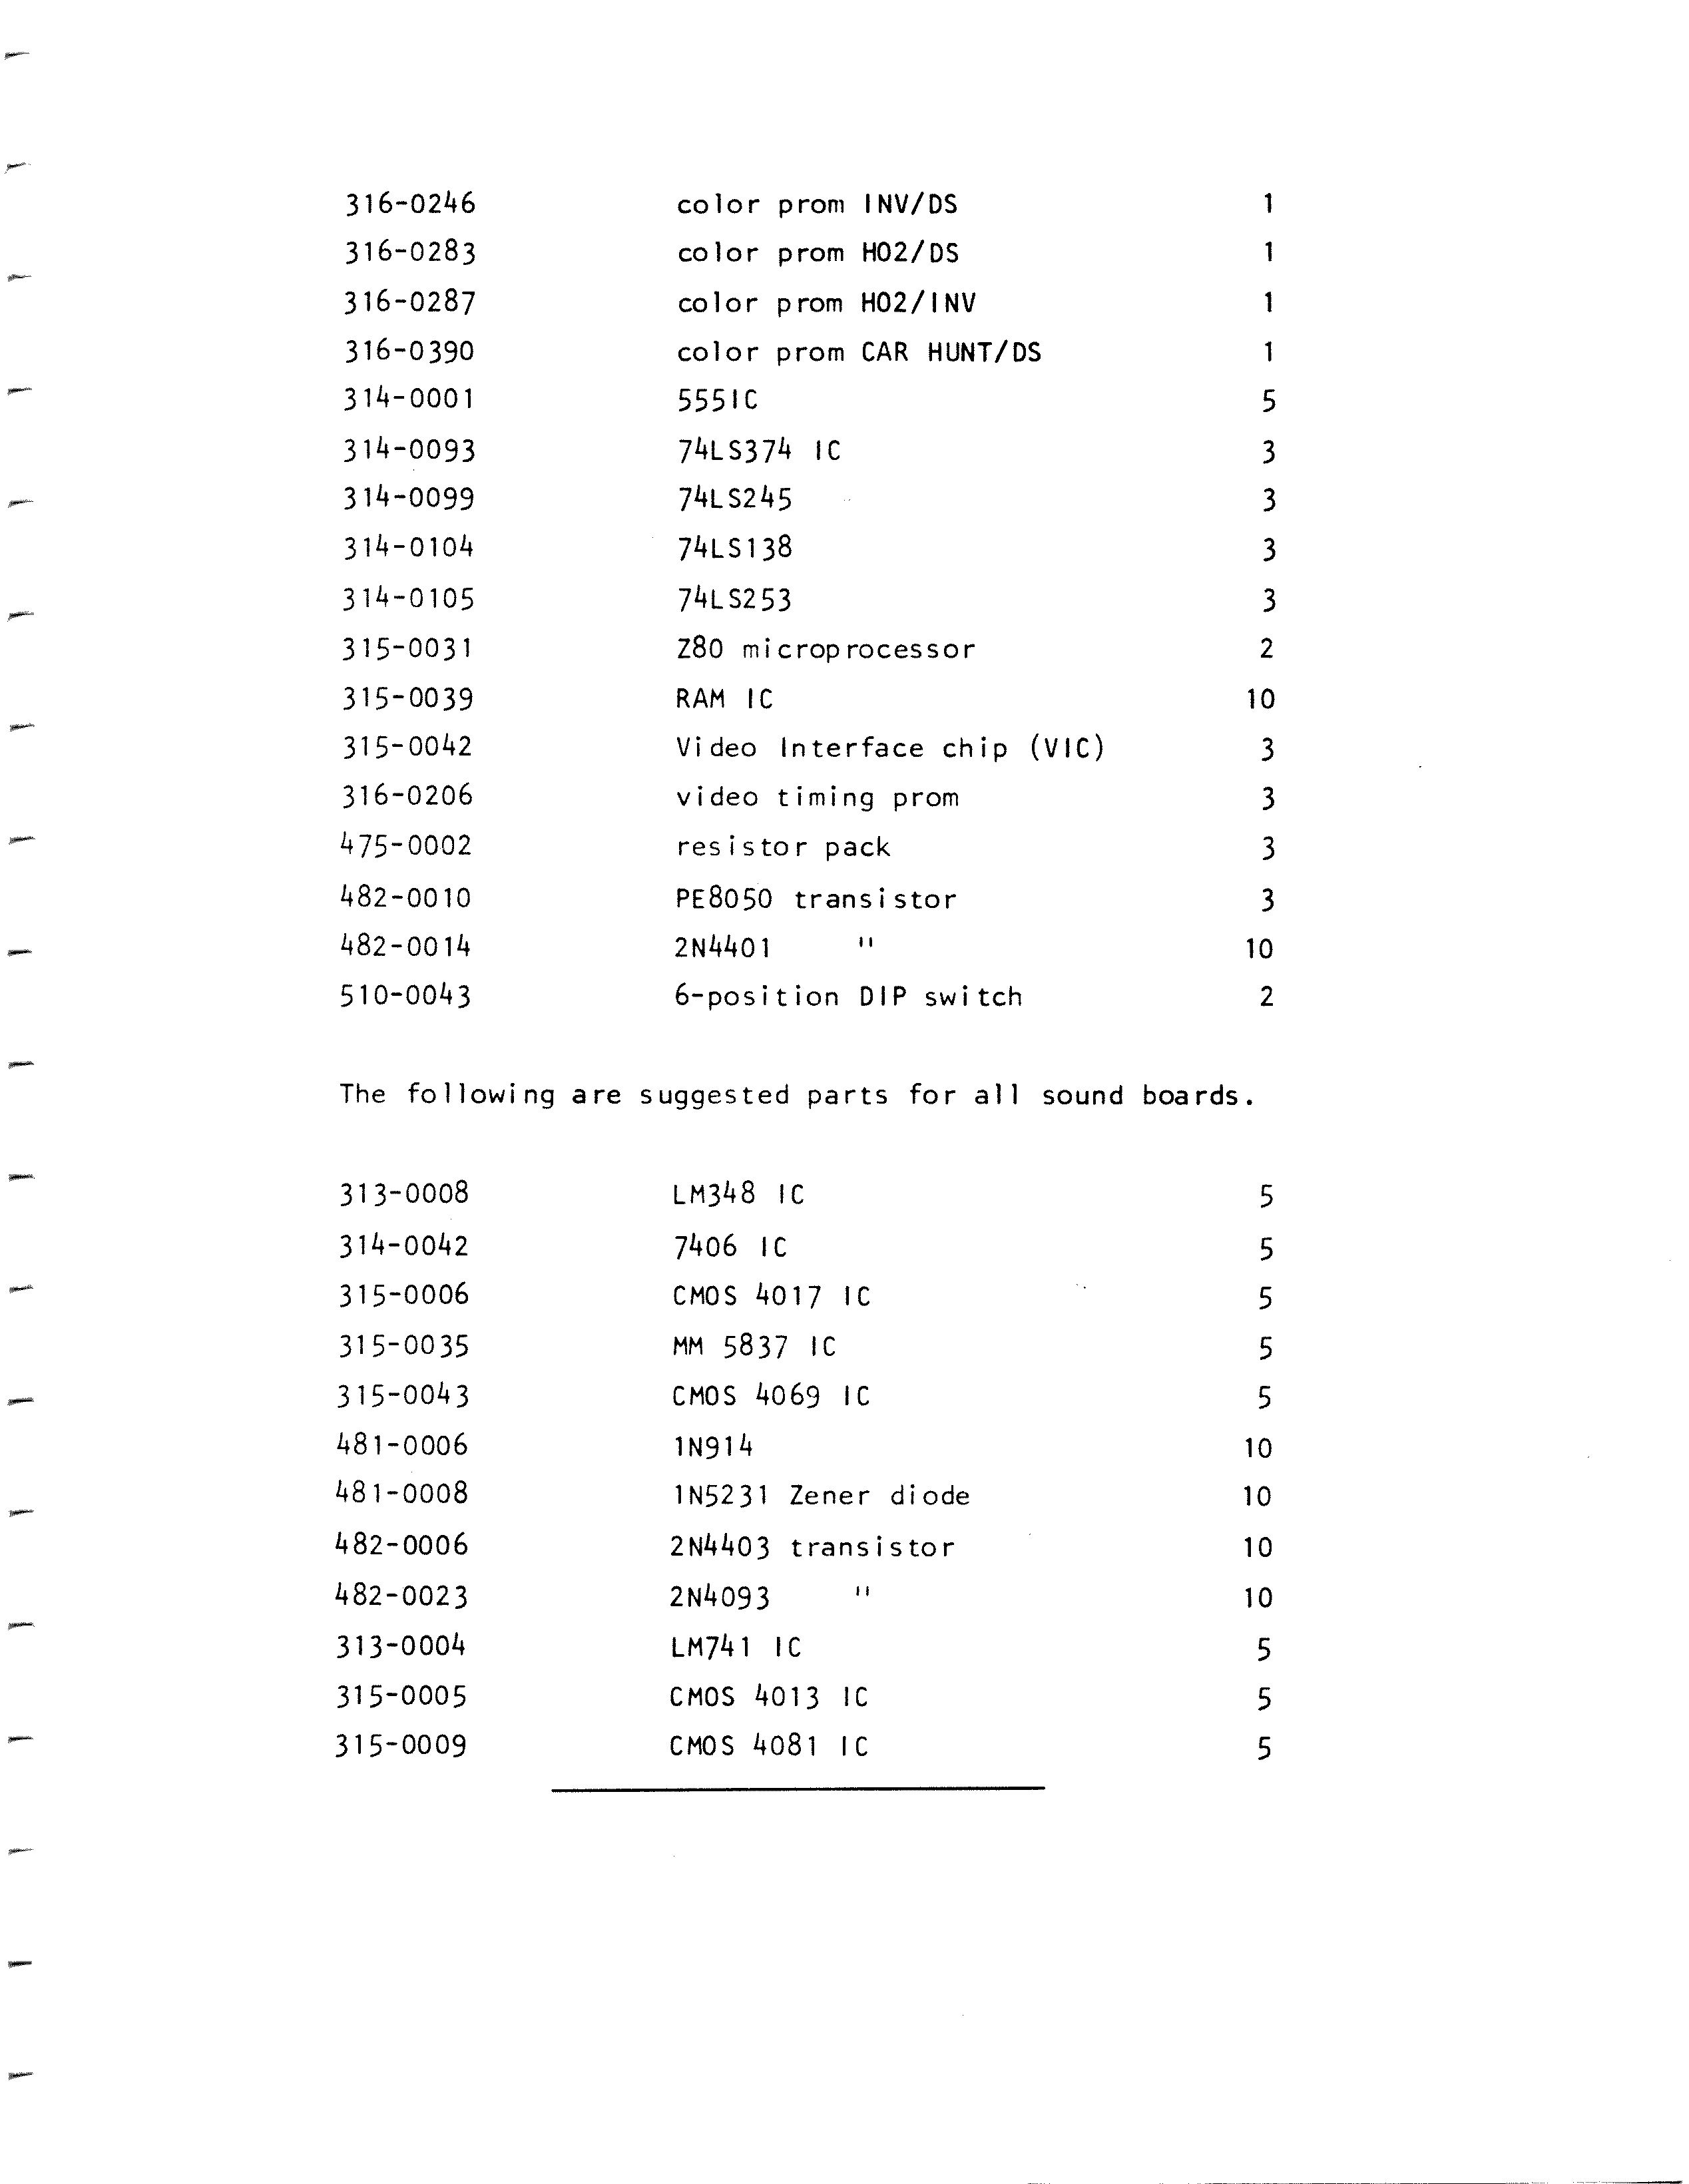 316-0246 color prom INV/DS 1
316-0283 color prom HO2/DS 1
316-0287 color prom HO2/INV 1
316-0390 color prom CAR HUNT/DS 1
314-0001 555IC 5
314-0093 74LS374 IC 3
314-0099 74LS245 3
314-0104 74LS138 3
314-0105 74LS253 3
315-0031 Z80 microprocessor 2
315-0039 RAM IC 10
315-0042 Video Interface chip (VIC) 3
316-0206 video timing prom 3
475-0002 resistor pack 3
482-0010 PE8050 transistor 3
482-0014 2N4401 " 10
510-0043 6-position DIP switch 2
The following are suggested parts for all sound boards.
313-0008 LM348 IC 5
314-0042 7406 IC 5
315-0006 CMOS 4017 IC 5
315-0035 MM 5837 IC 5
315-0043 CMOS 4069 IC 5
481-0006 1N914 10
481-0008 1N5231 Zener diode 10
482-0006 2N4403 transistor 10
482-0023 2N4093 " 10
313-0004 LM741 IC 5
315-0005 CMOS 4013 IC 5
315-0009 CMOS 4081 IC 5